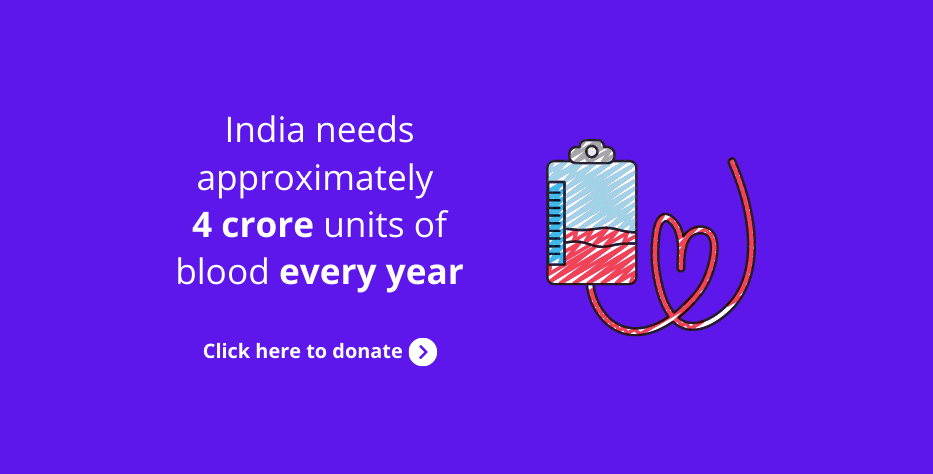 India needs
approximately
4 crore units of
blood every year
Click here to donate